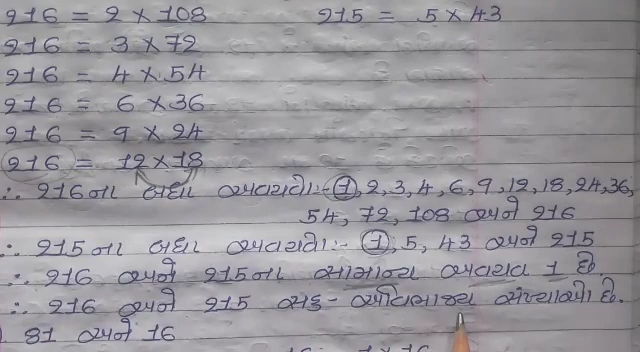 216 = 2 × 108 215 = 5 × 43
216 = 3 × 72
216 = 4 × 54
216 = 6 × 36
216 = 9 × 24
216 = 12 × 18
∴ 216ના બધા અવયવો:- 1, 2, 3, 4, 6, 9, 12, 18, 24, 36,
54, 72, 108 અને 216
∴ 215ના બધા અવયવો:- 1, 5, 43 અને 215
∴ 216 અને 215ના સામાન્ય અવયવ 1 છે.
∴ 216 અને 215 સહ-અવિભાજ્ય સંખ્યાઓ છે.
81 અને 16